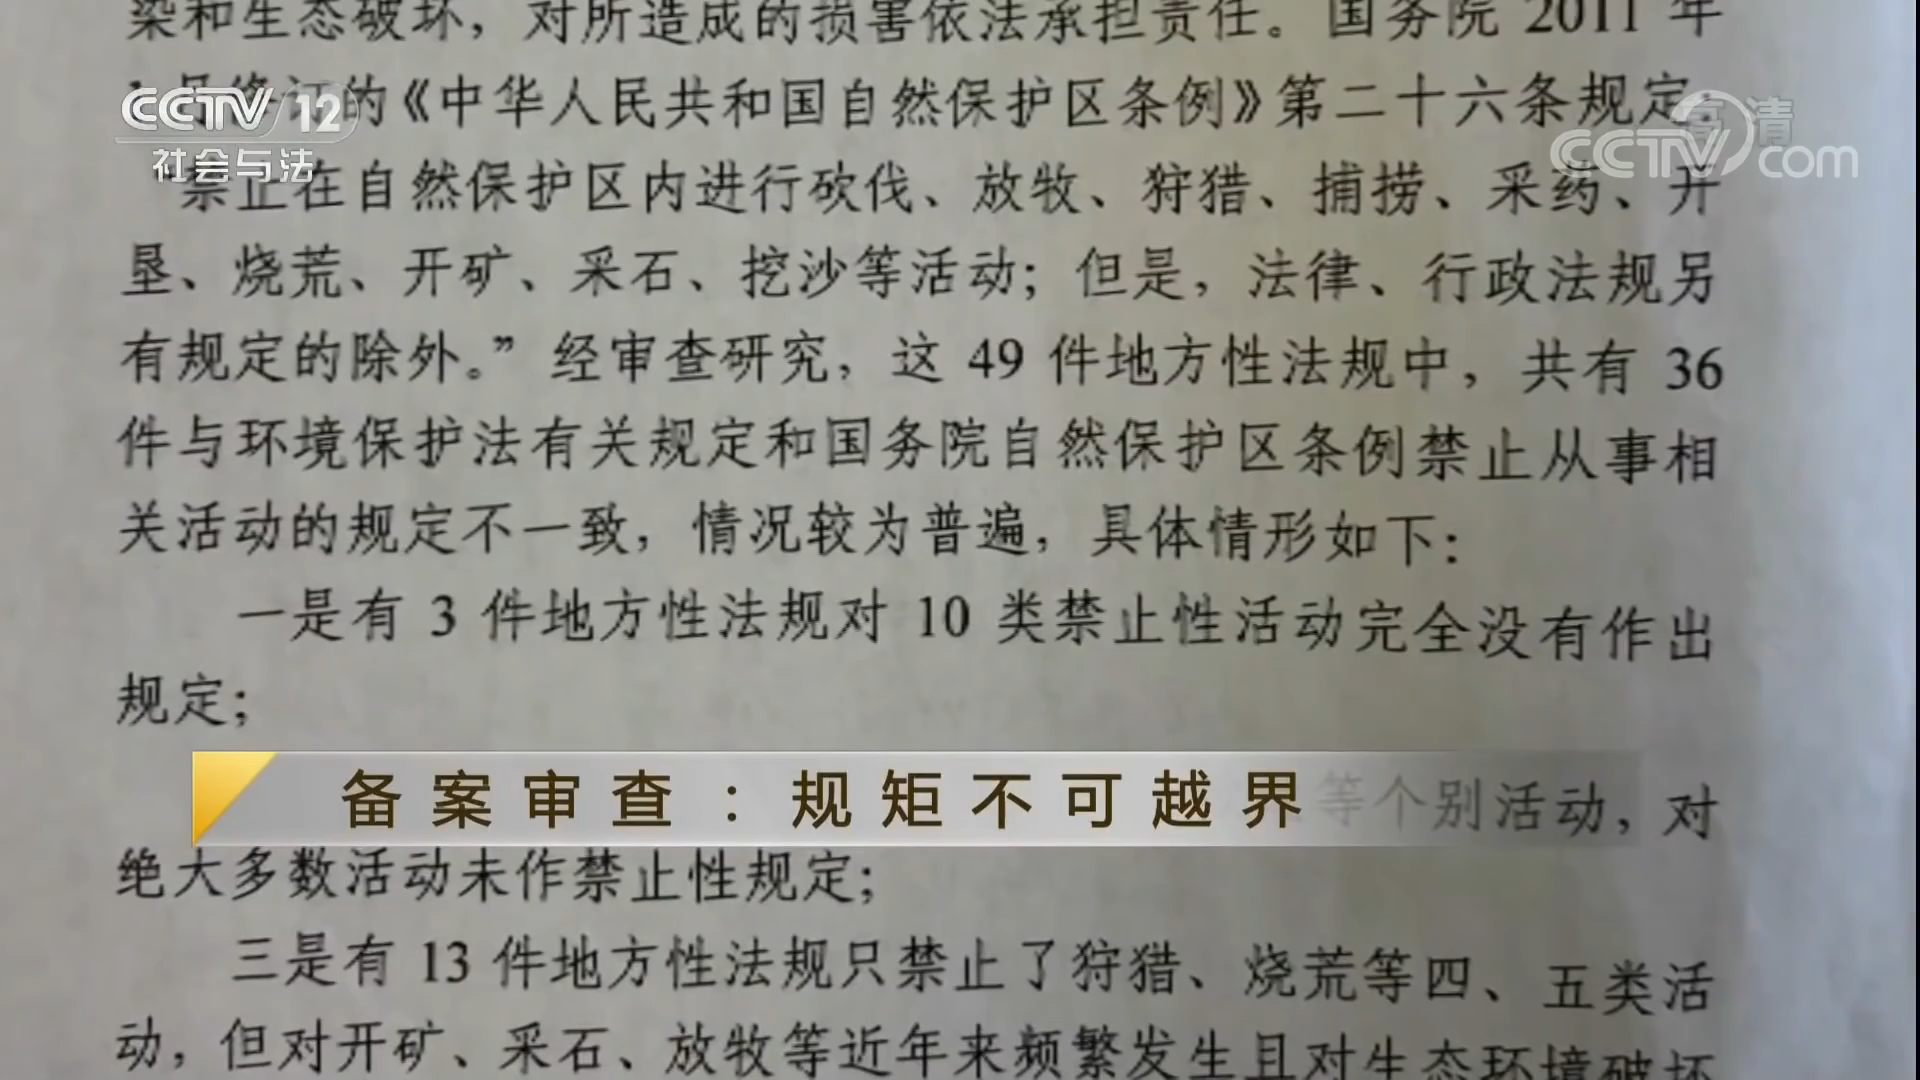 染和生态破坏，对所造成的损害依法承担责任。国务院 2011 年
修订的《中华人民共和国自然保护区条例》第二十六条规定：
CCTV 12
社会与法
高清
CCTV com
禁止在自然保护区内进行砍伐、放牧、狩猎、捕捞、采药、开
垦、烧荒、开矿、采石、挖沙等活动；但是，法律、行政法规另
有规定的除外。”经审查研究，这 49 件地方性法规中，共有 36
件与环境保护法有关规定和国务院自然保护区条例禁止从事相
关活动的规定不一致，情况较为普遍，具体情形如下：
一是有 3 件地方性法规对 10 类禁止性活动完全没有作出
规定；
备案审查：规矩不可越界
等个别活动，对
绝大多数活动未作禁止性规定；
三是有 13 件地方性法规只禁止了狩猎、烧荒等四、五类活
动，但对开矿、采石、放牧等近年来频繁发生且对生态环境破坏